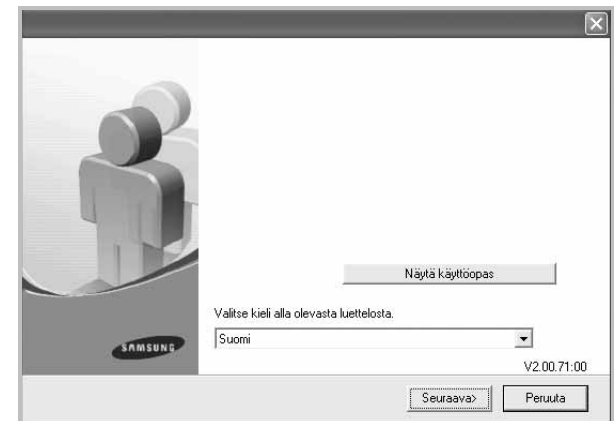 Näytä käyttöopas
Valitse kieli alla olevasta luettelosta.
Suomi
SAMSUNG
V2.00.71:00
Seuraava>
Peruuta